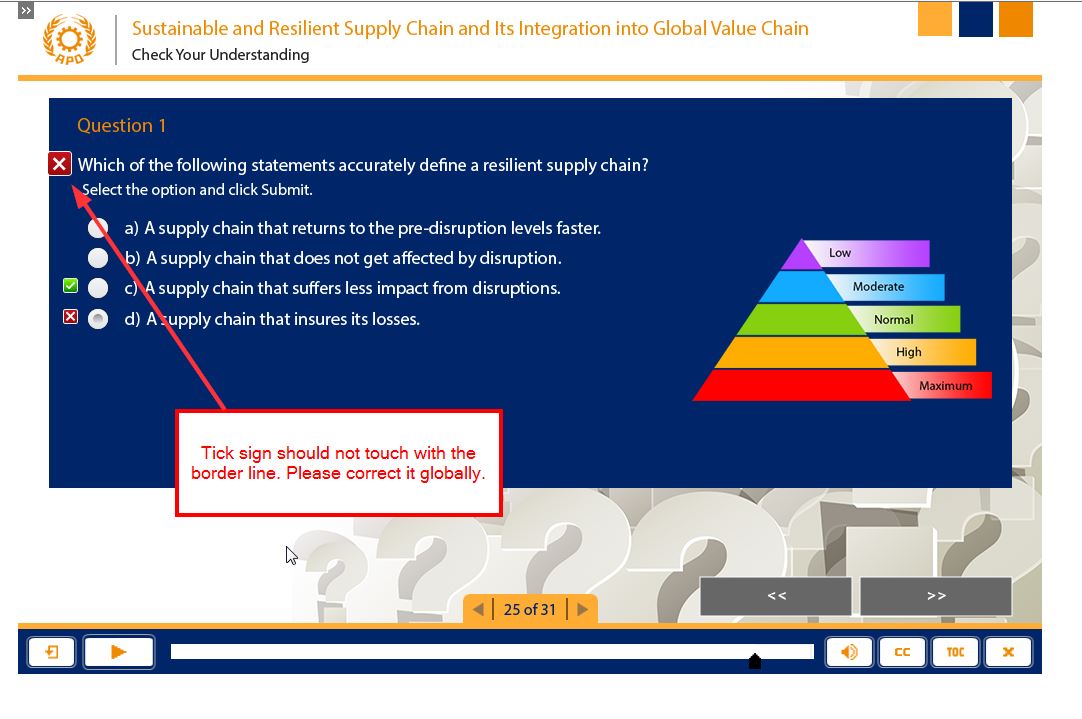 >>
Sustainable and Resilient Supply Chain and Its Integration into Global Value Chain
APO
Check Your Understanding
Question 1
Which of the following statements accurately define a resilient supply chain?
Select the option and click Submit.
a) A supply chain that returns to the pre-disruption levels faster.
b) A supply chain that does not get affected by disruption.
c) A supply chain that suffers less impact from disruptions.
d) A supply chain that insures its losses.
Low
Moderate
Normal
High
Maximum
Tick sign should not touch with the
border line. Please correct it globally.
<< >>
25 of 31
CC TOC